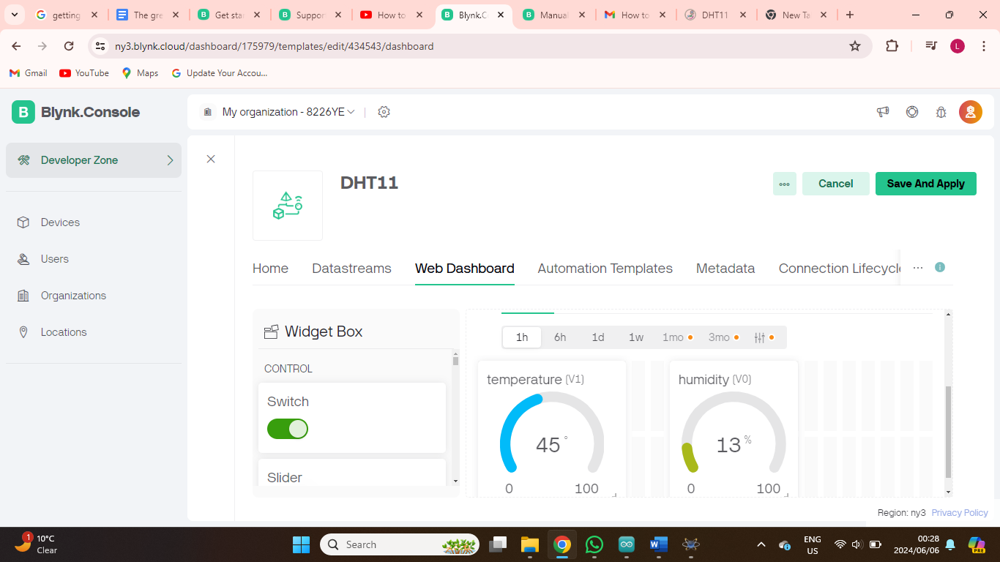 getting
The gre
Get sta
Suppor
How to
Blynk.C
Manual
How to
DHT11
New Ta
ny3.blynk.cloud/dashboard/175979/templates/edit/434543/dashboard
L
Gmail
YouTube
Maps
Update Your Accou...
B
Blynk.Console
My organization - 8226YE
Developer Zone
Devices
Users
Organizations
Locations
DHT11
Cancel
Save And Apply
Home
Datastreams
Web Dashboard
Automation Templates
Metadata
Connection Lifecycle
Widget Box
CONTROL
Switch
Slider
1h
6h
1d
1w
1mo
3mo
temperature (V1)
45 °
0
100
humidity (V0)
13 %
0
100
Region: ny3
Privacy Policy
1
10°C
Clear
Search
ENG
US
00:28
2024/06/06
PRE